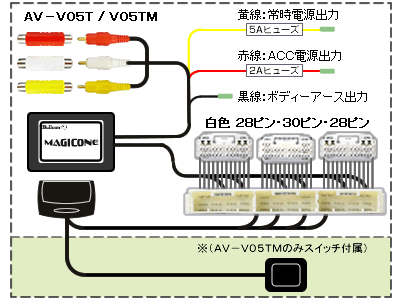 AV－V05T / V05TM
黄線：常時電源出力
5Aヒューズ
赤線：ACC電源出力
2Aヒューズ
黒線：ボディーアース出力
白色 28ピン・30ピン・28ピン
Bullcon
MAGICONE
※（AV－V05TMのみスイッチ付属）